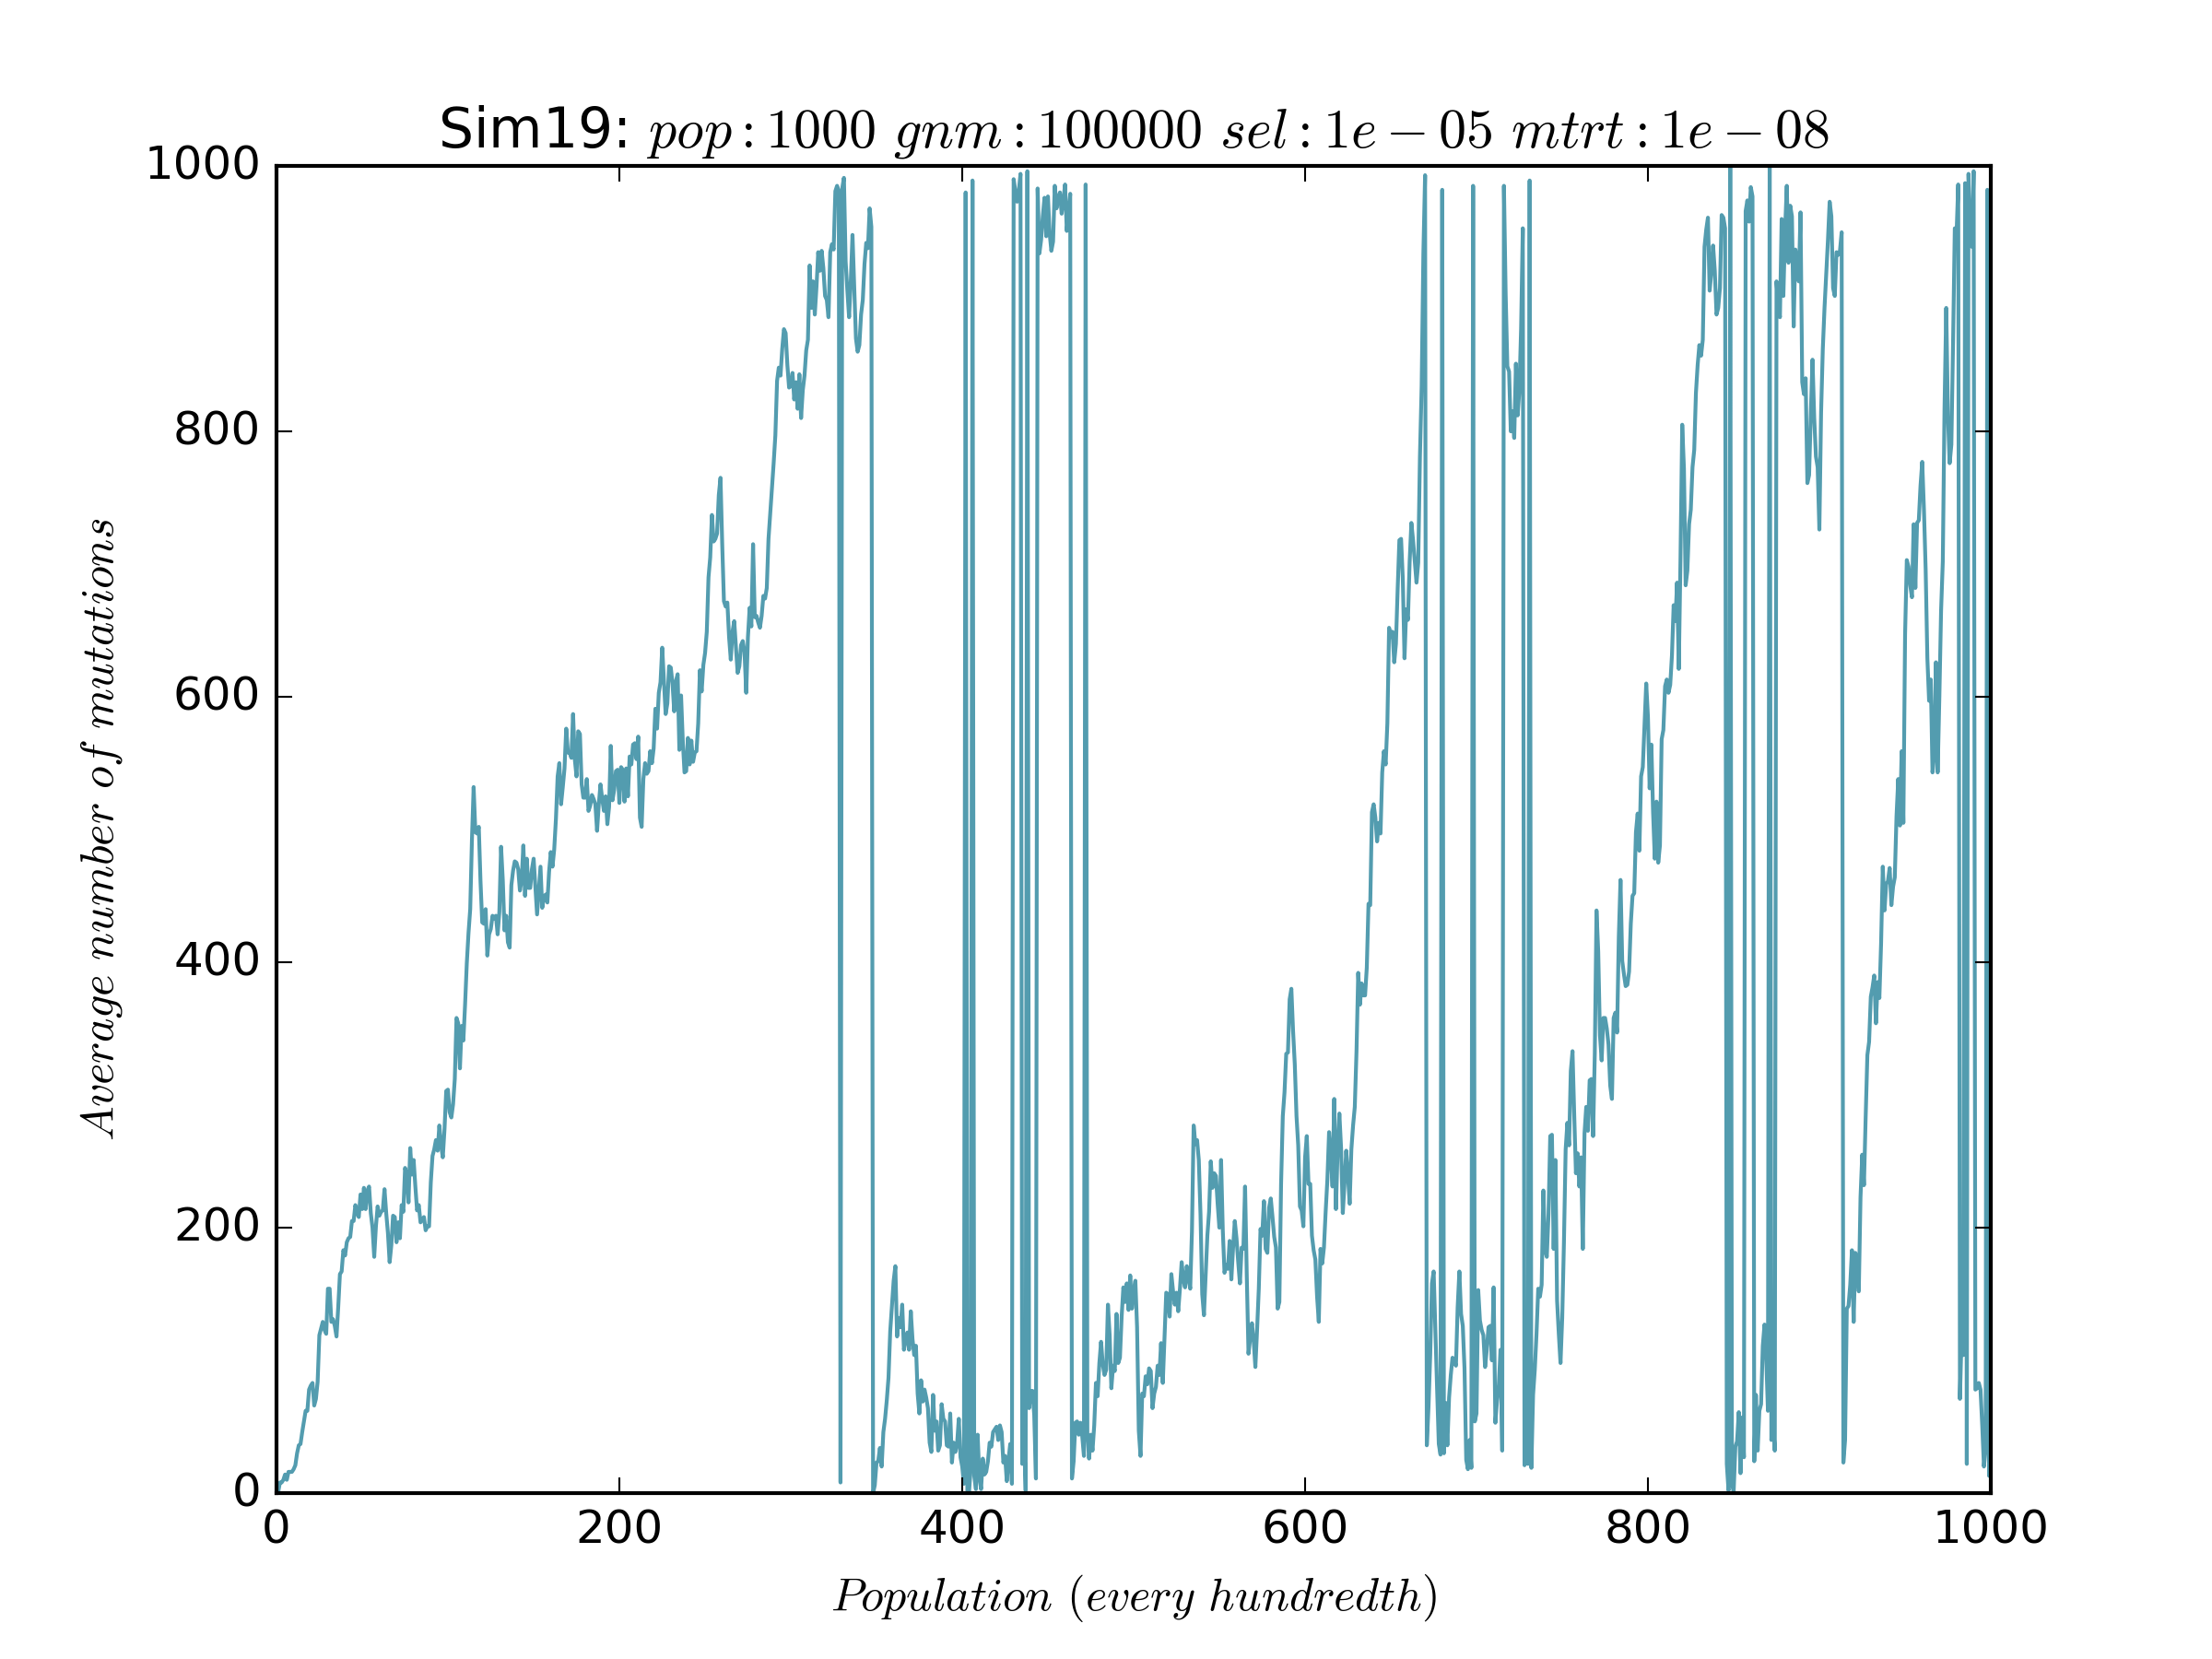 Sim19: pop : 1000 gnm : 100000 sel : 1e − 05 mtrt : 1e − 08
1000
800
600
400
200
0
Average number of mutations
0 200 400 600 800 1000
Population (every hundredth)